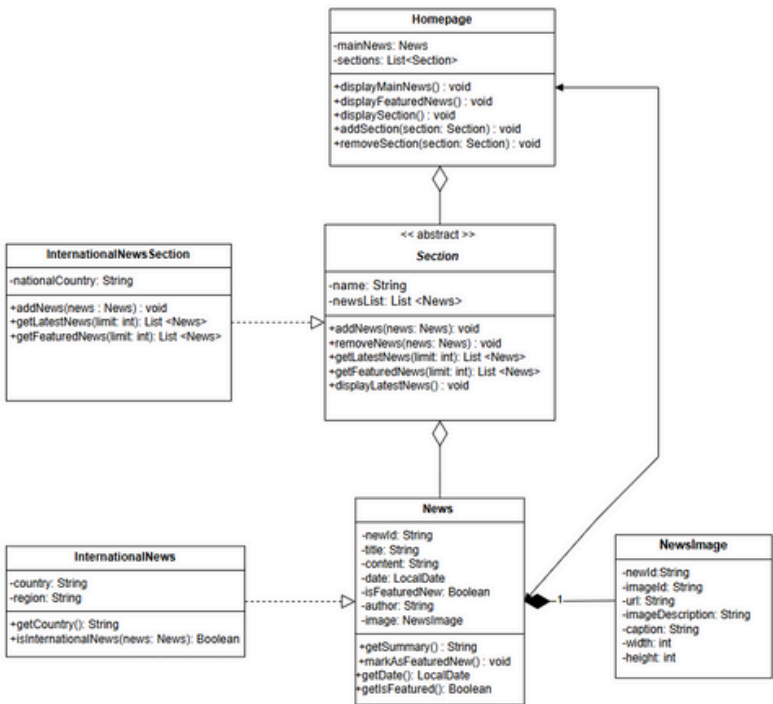 Homepage
-mainNews: News
-sections: List<Section>
+displayMainNews() : void
+displayFeaturedNews() : void
+displaySection() : void
+addSection(section: Section) : void
+removeSection(section: Section) : void
<< abstract >>
Section
-name: String
-newsList: List <News>
+addNews(news: News): void
+removeNews(news: News) : void
+getLatestNews(limit: int): List <News>
+getFeaturedNews(limit: int): List <News>
+displayLatestNews() : void
InternationalNewsSection
-nationalCountry: String
+addNews(news : News) : void
+getLatestNews(limit: int): List <News>
+getFeaturedNews(limit: int): List <News>
News
-newId: String
-title: String
-content: String
-date: LocalDate
-isFeaturedNew: Boolean
-author: String
-image: NewsImage
+getSummary() : String
+markAsFeaturedNew() : void
+getDate(): LocalDate
+getIsFeatured(): Boolean
InternationalNews
-country: String
-region: String
+getCountry(): String
+isInternationalNews(news: News): Boolean
1
NewsImage
-newId:String
-imageId: String
-url: String
-imageDescription: String
-caption: String
-width: int
-height: int